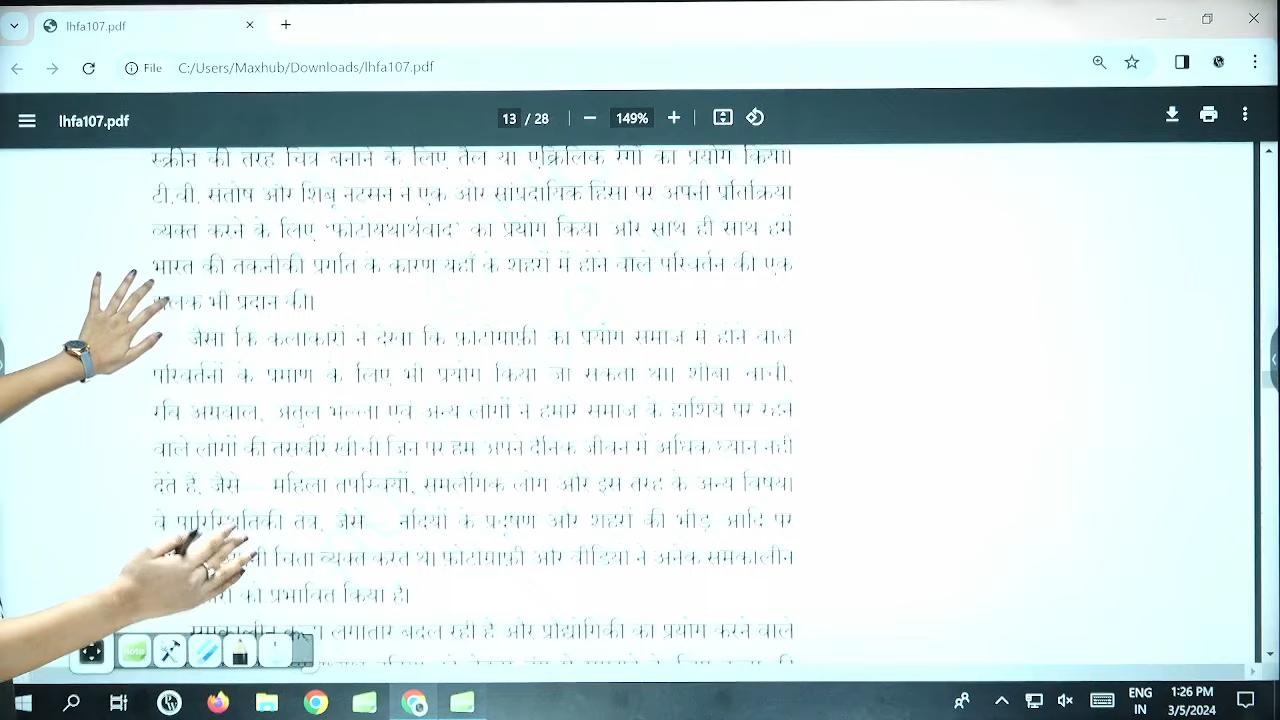 lhfa107.pdf
File C:/Users/Maxhub/Downloads/lhfa107.pdf
lhfa107.pdf 13 / 28 149%
स्क्रीन की तरह चित्र बनाने के लिए तैल या एक्रिलिक रंगों का प्रयोग किया।
टी.वी. संतोष और शिबू नटसन ने एक ओर सांप्रदायिक हिंसा पर अपनी प्रतिक्रिया
व्यक्त करने के लिए 'फोटोयथार्थवाद' का प्रयोग किया और साथ ही साथ हमें
भारत की तकनीकी प्रगति के कारण यहाँ के शहरों में होने वाले परिवर्तन की एक
भी प्रदान की।
जैसा कि कलाकारों ने देखा कि फ़ोटोग्राफ़ी का प्रयोग समाज में होने वाले
परिवर्तनों के प्रमाण के लिए भी प्रयोग किया जा सकता था। शीबा
रवि अग्रवाल, अतुल भल्ला एवं अन्य लोगों ने हमारे समाज के हाशिये पर रहने
वाले लोगों की तसवीरें खींची जिन पर हम अपने दैनिक जीवन में अधिक ध्यान नहीं
देते हैं, जैसे — महिला तपस्वियों, समलैंगिक लोग और इस तरह के अन्य विषय।
वे पारिस्थितिकी तंत्र, जैसे — नदियों के प्रदूषण और शहरों की भीड़ आदि पर
चिंता व्यक्त करते थे। फ़ोटोग्राफ़ी और वीडियो ने अनेक समकालीन
को प्रभावित किया है।
समकालीन कला लगातार बदल रही है और प्रौद्योगिकी का प्रयोग करने वाले
note
ENG 1:26 PM
IN 3/5/2024